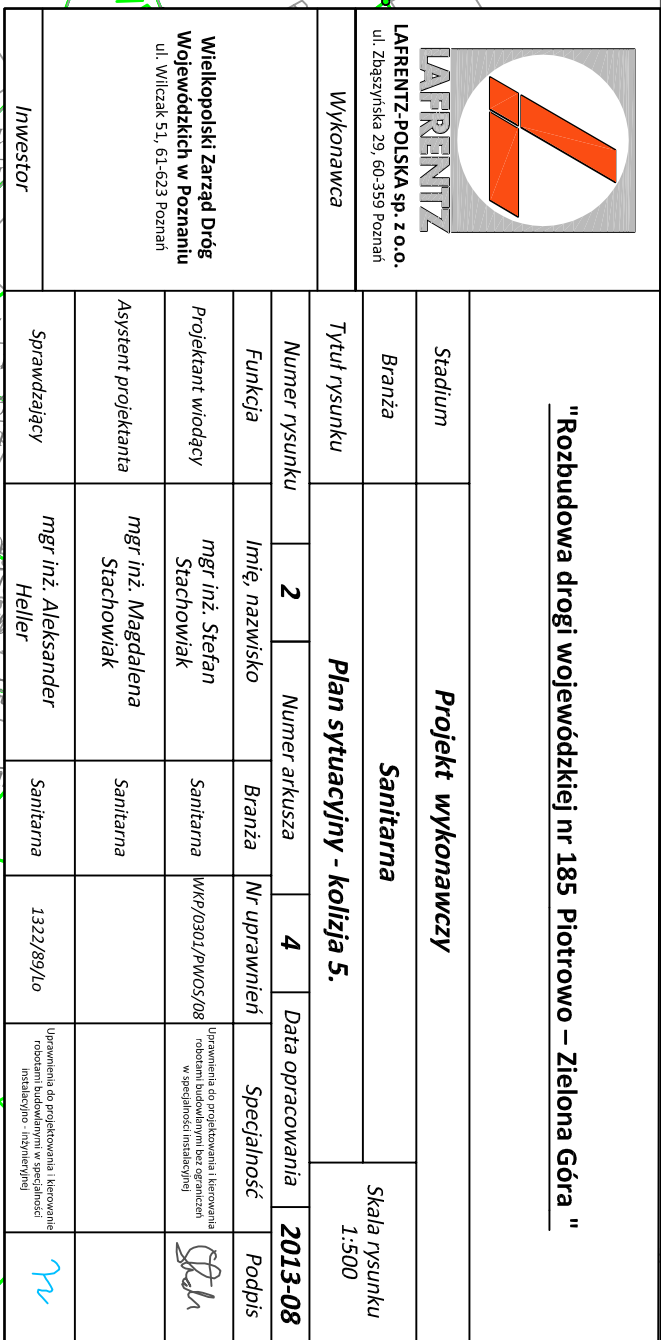 LAFRENTZ
LAFRENTZ-POLSKA sp. z o.o.
ul. Zbąszyńska 29, 60-359 Poznań
Wykonawca
Wielkopolski Zarząd Dróg
Wojewódzkich w Poznaniu
ul. Wilczak 51, 61-623 Poznań
Inwestor
"Rozbudowa drogi wojewódzkiej nr 185 Piotrowo – Zielona Góra "
Stadium
Projekt wykonawczy
Branża
Sanitarna
Skala rysunku
1:500
Tytuł rysunku
Plan sytuacyjny - kolizja 5.
Numer rysunku
2
Numer arkusza
4
Data opracowania
2013-08
Funkcja
Imię, nazwisko
Branża
Nr uprawnień
Specjalność
Podpis
Projektant wiodący
mgr inż. Stefan
Stachowiak
Sanitarna
WKP/0301/PWOS/08
Uprawnienia do projektowania i kierowania
robotami budowlanymi bez ograniczeń
w specjalności instalacyjnej
Asystent projektanta
mgr inż. Magdalena
Stachowiak
Sanitarna
Sprawdzający
mgr inż. Aleksander
Heller
Sanitarna
1322/89/Lo
Uprawnienia do projektowania i kierowanie
robotami budowlanymi w specjalności
instalacyjno - inżynieryjnej